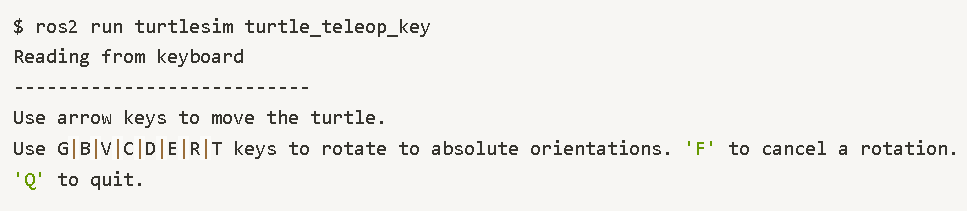 $ ros2 run turtlesim turtle_teleop_key
Reading from keyboard
---------------------------
Use arrow keys to move the turtle.
Use G|B|V|C|D|E|R|T keys to rotate to absolute orientations. 'F' to cancel a rotation.
'Q' to quit.